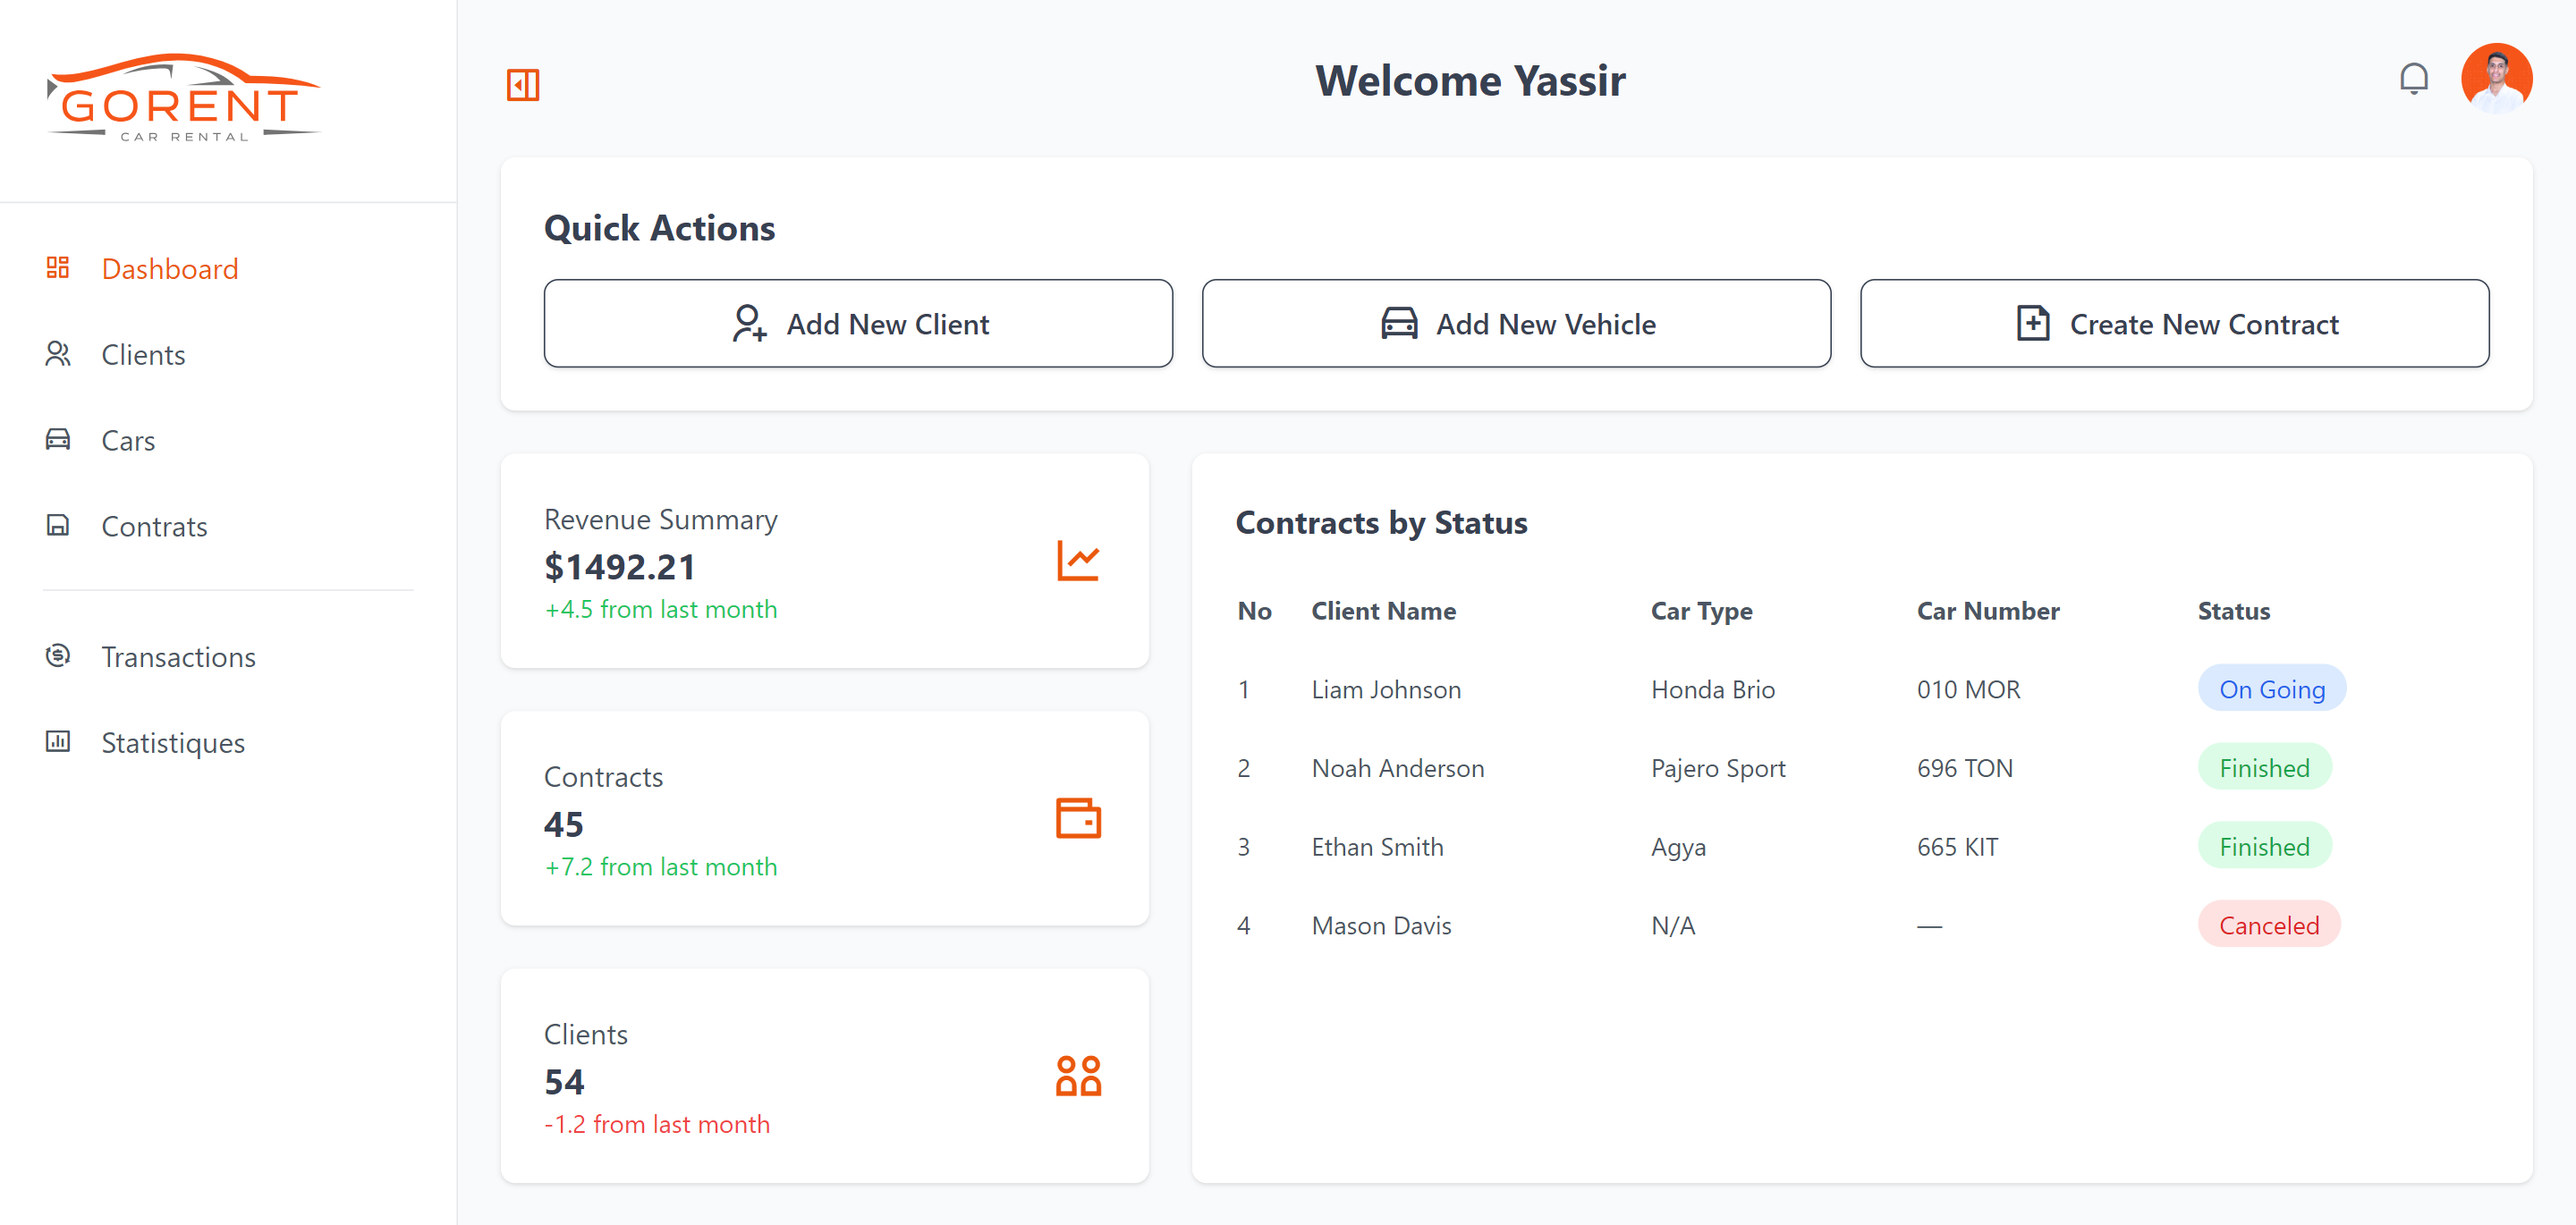 GORENT
CAR RENTAL
Dashboard
Clients
Cars
Contrats
Transactions
Statistiques
Welcome Yassir
Quick Actions
Add New Client
Add New Vehicle
Create New Contract
Revenue Summary
$1492.21
+4.5 from last month
Contracts
45
+7.2 from last month
Clients
54
-1.2 from last month
Contracts by Status
No Client Name Car Type Car Number Status
1 Liam Johnson Honda Brio 010 MOR On Going
2 Noah Anderson Pajero Sport 696 TON Finished
3 Ethan Smith Agya 665 KIT Finished
4 Mason Davis N/A — Canceled